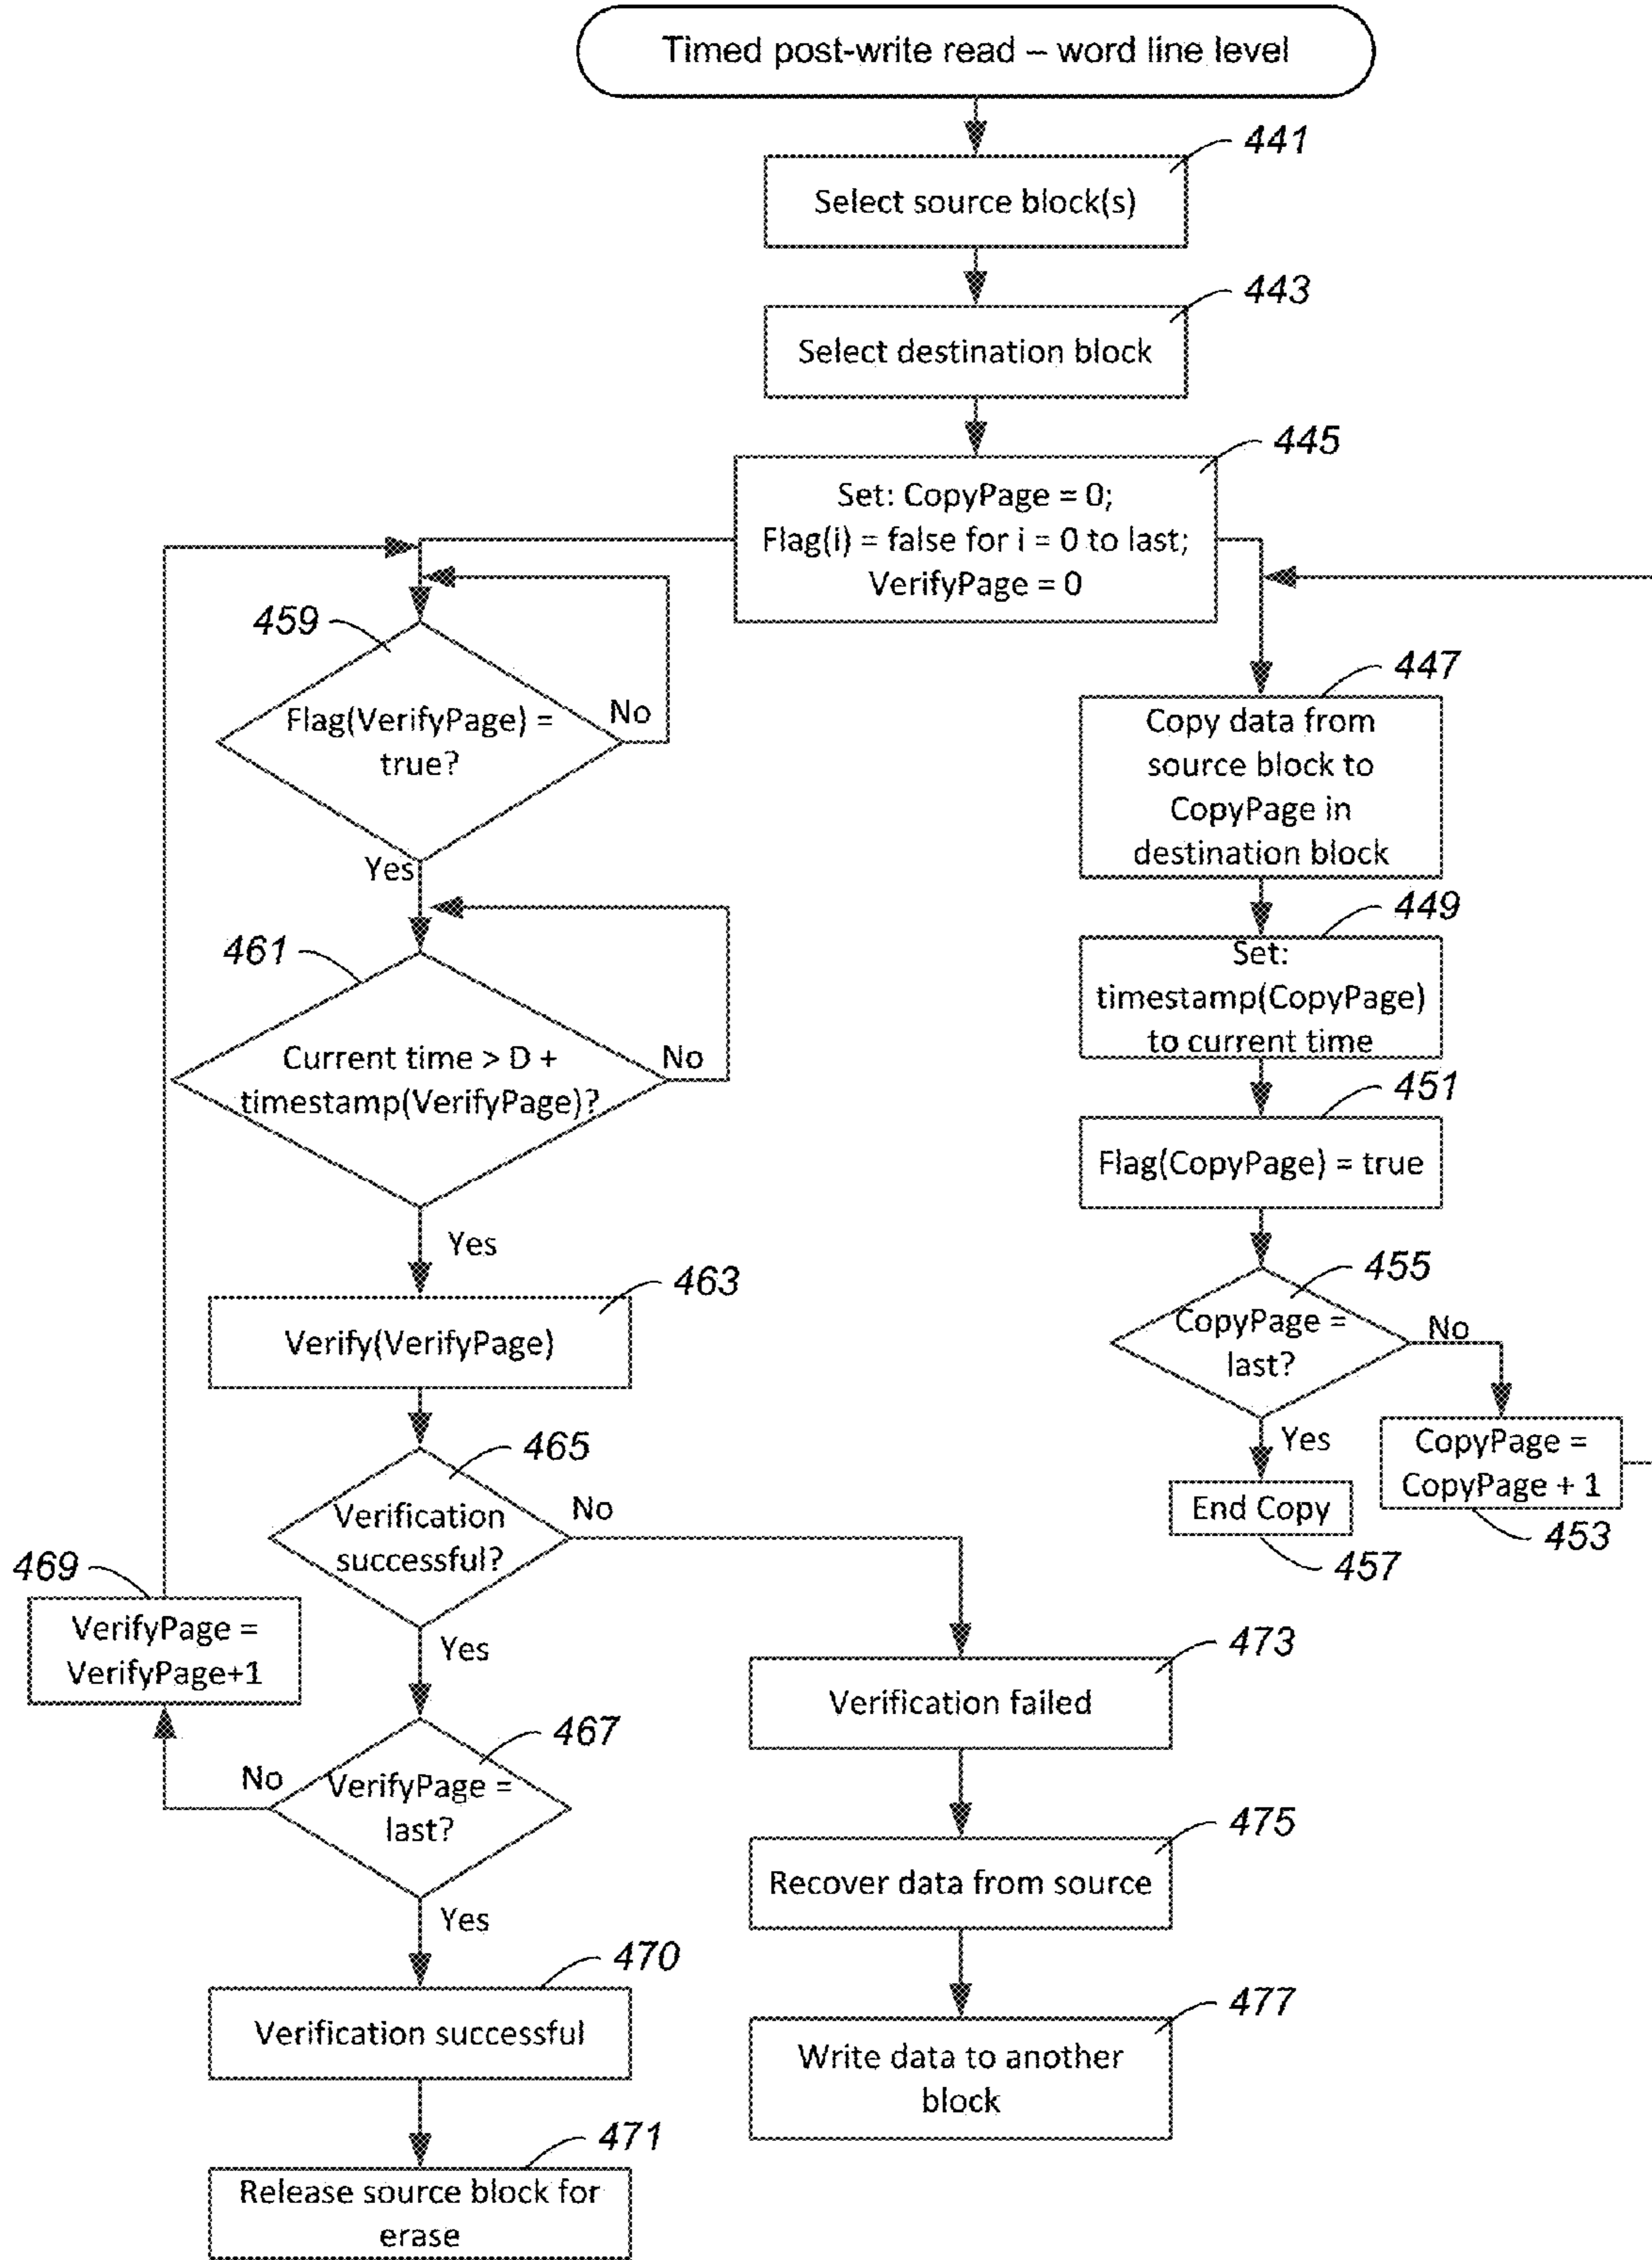 Timed post-write read – word line level
441
Select source block(s)
443
Select destination block
445
Set: CopyPage = 0;
Flag(i) = false for i = 0 to last;
VerifyPage = 0
459
Flag(VerifyPage) =
true?
No
Yes
447
Copy data from
source block to
CopyPage in
destination block
449
Set:
timestamp(CopyPage)
to current time
461
Current time > D +
timestamp(VerifyPage)?
No
Yes
451
Flag(CopyPage) = true
455
CopyPage =
last?
No
Yes
CopyPage =
CopyPage + 1
453
End Copy
457
463
Verify(VerifyPage)
465
Verification
successful?
No
Yes
469
VerifyPage =
VerifyPage+1
467
VerifyPage =
last?
No
Yes
473
Verification failed
475
Recover data from source
477
Write data to another
block
470
Verification successful
471
Release source block for
erase